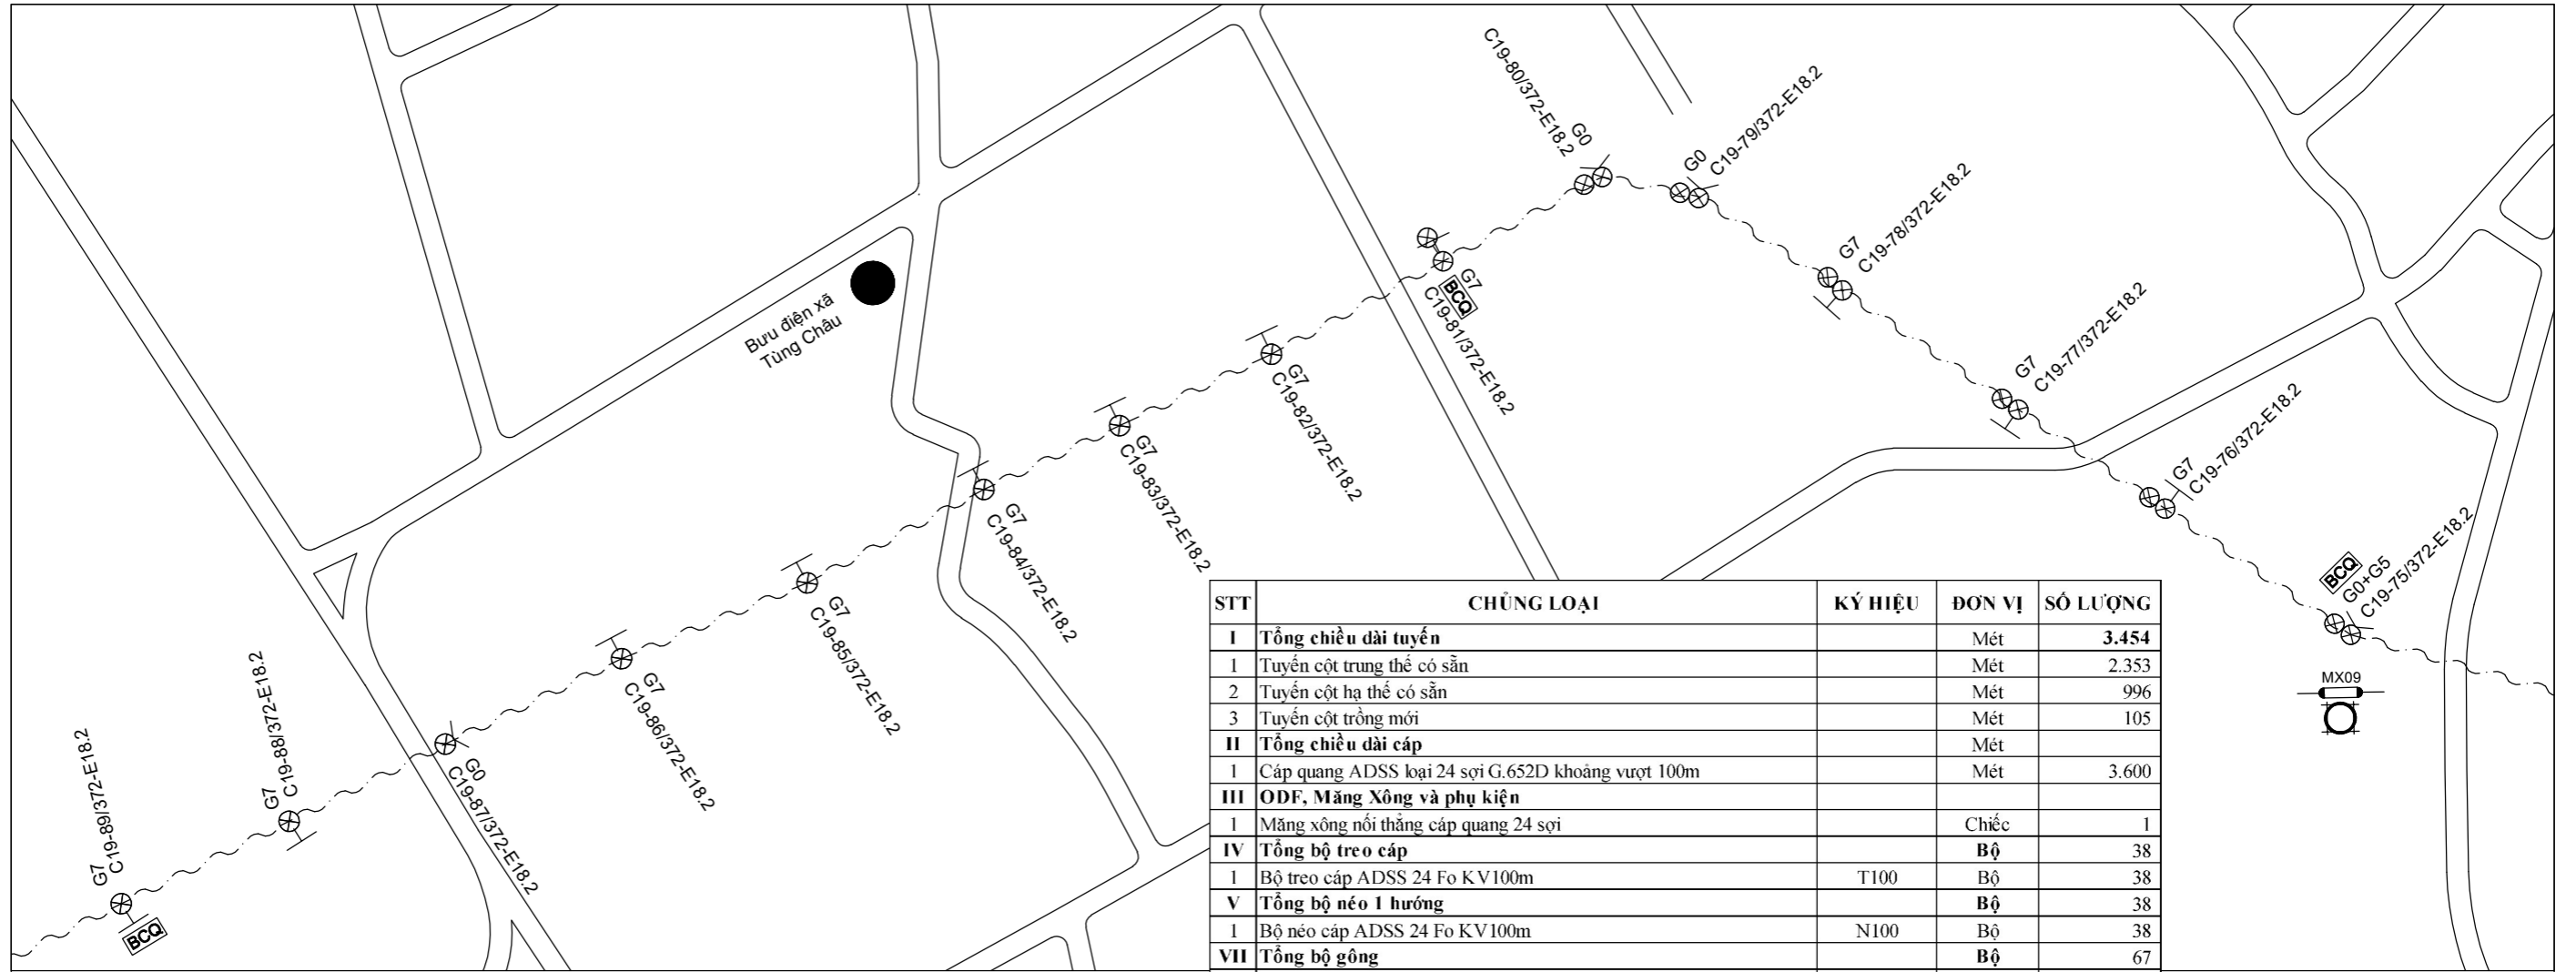 C19-80/372-E18.2
G0
G0
C19-79/372-E18.2
G7
C19-78/372-E18.2
G7
C19-77/372-E18.2
G7
C19-76/372-E18.2
BCQ
G0+G5
C19-75/372-E18.2
MX09
G7
BCQ
C19-81/372-E18.2
G7
C19-82/372-E18.2
G7
C19-83/372-E18.2
G7
C19-84/372-E18.2
G7
C19-85/372-E18.2
G7
C19-86/372-E18.2
G0
C19-87/372-E18.2
G7
C19-88/372-E18.2
G7
C19-89/372-E18.2
BCQ
Bưu điện xã
Tùng Châu
STT CHỦNG LOẠI KÝ HIỆU ĐƠN VỊ SỐ LƯỢNG
I Tổng chiều dài tuyến Mét 3.454
1 Tuyến cột trung thế có sẵn Mét 2.353
2 Tuyến cột hạ thế có sẵn Mét 996
3 Tuyến cột trồng mới Mét 105
II Tổng chiều dài cáp Mét
1 Cáp quang ADSS loại 24 sợi G.652D khoảng vượt 100m Mét 3.600
III ODF, Măng Xông và phụ kiện
1 Măng xông nối thẳng cáp quang 24 sợi Chiếc 1
IV Tổng bộ treo cáp Bộ 38
1 Bộ treo cáp ADSS 24 Fo KV100m T100 Bộ 38
V Tổng bộ néo 1 hướng Bộ 38
1 Bộ néo cáp ADSS 24 Fo KV100m N100 Bộ 38
VII Tổng bộ gông Bộ 67